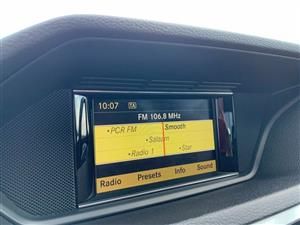 10:07 TA
FM 106.8 MHz
PCR FM Smooth
Salaam
Radio 1 Star
Radio Presets Info Sound